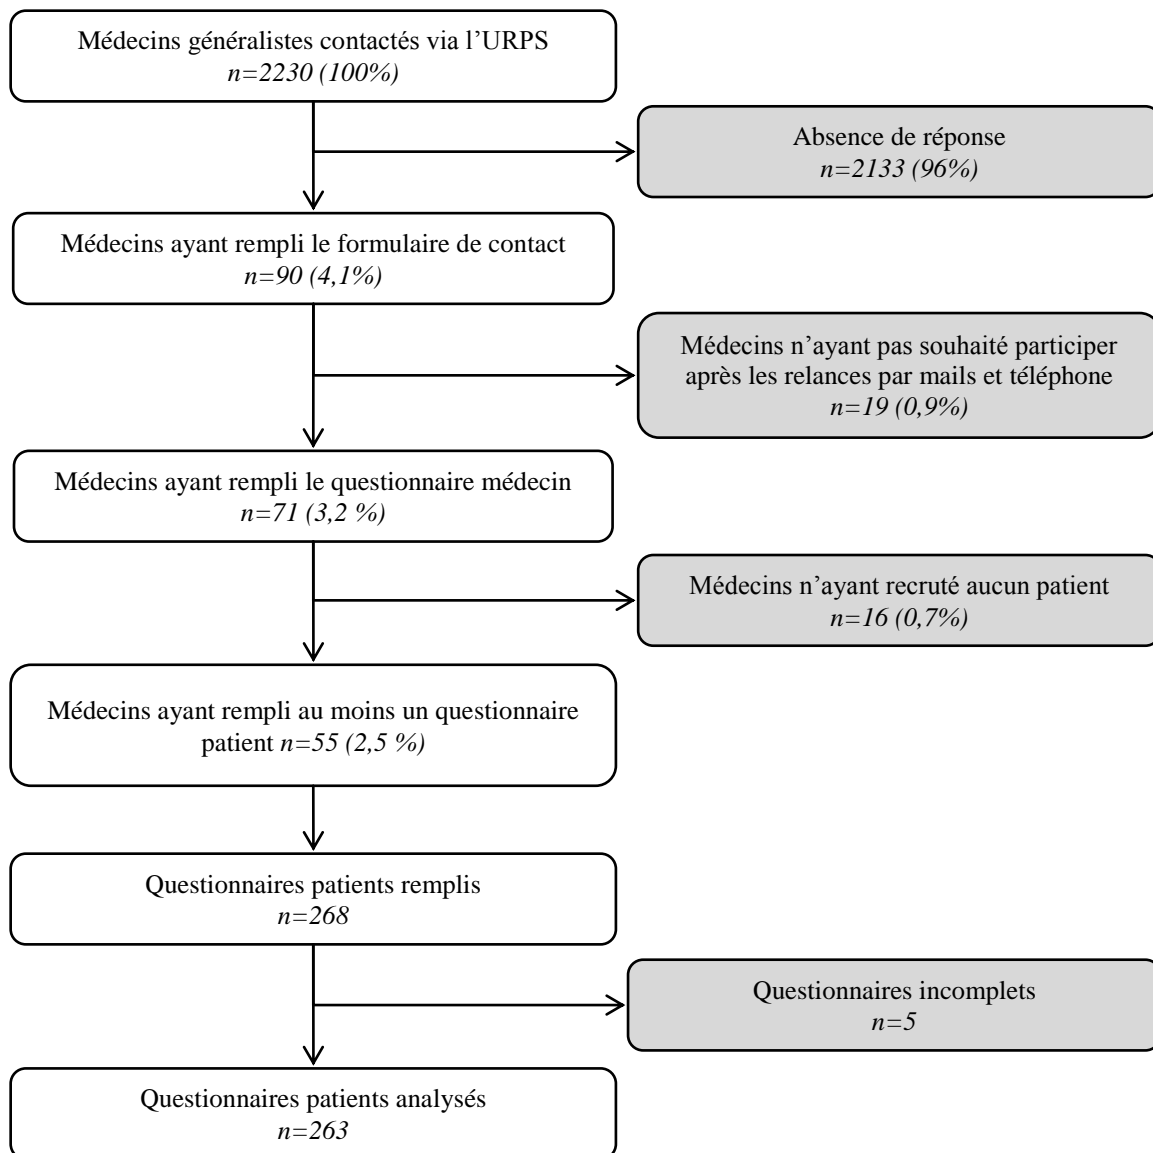 Médecins généralistes contactés via l’URPS
n=2230 (100%)
Absence de réponse
n=2133 (96%)
Médecins ayant rempli le formulaire de contact
n=90 (4,1%)
Médecins n’ayant pas souhaité participer
après les relances par mails et téléphone
n=19 (0,9%)
Médecins ayant rempli le questionnaire médecin
n=71 (3,2 %)
Médecins n’ayant recruté aucun patient
n=16 (0,7%)
Médecins ayant rempli au moins un questionnaire
patient n=55 (2,5 %)
Questionnaires patients remplis
n=268
Questionnaires incomplets
n=5
Questionnaires patients analysés
n=263